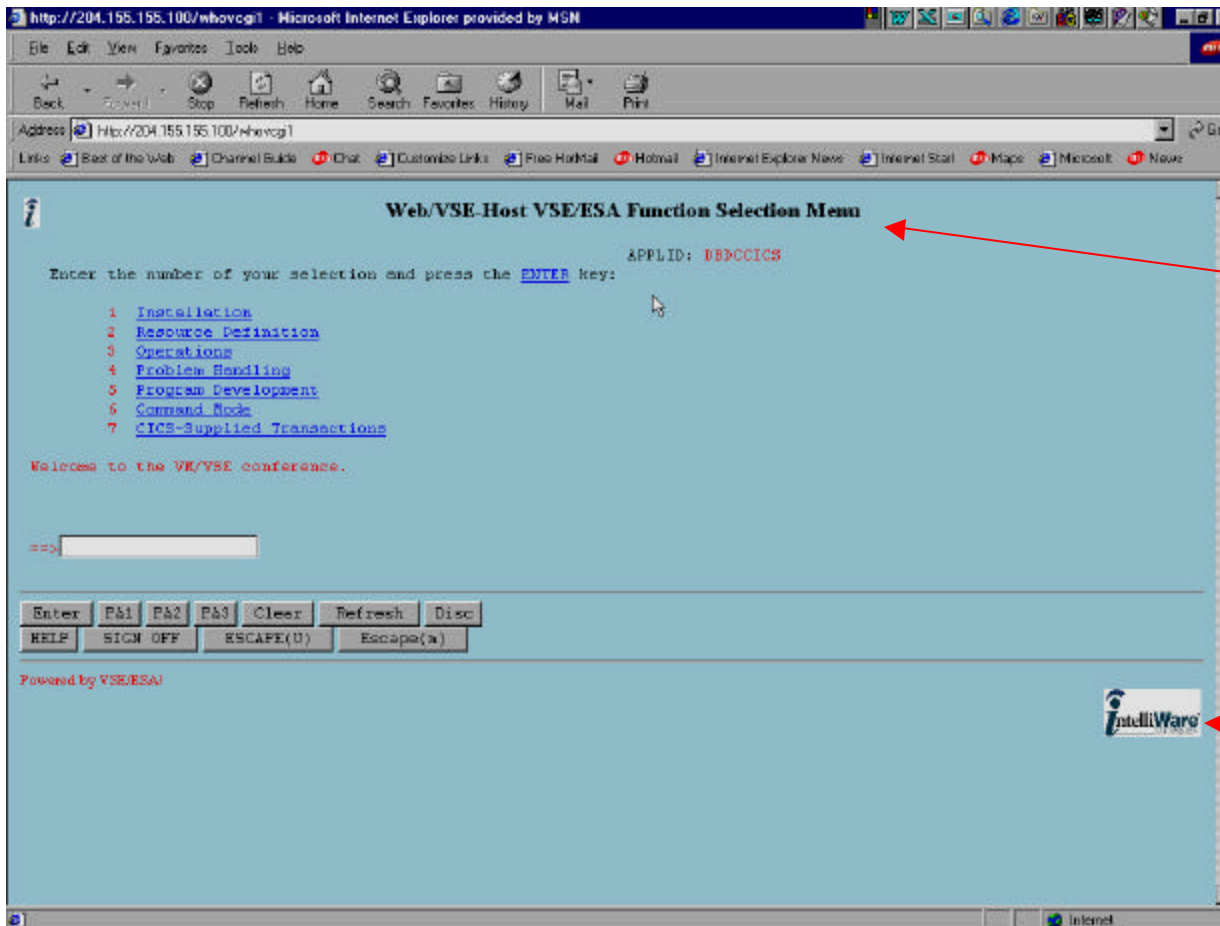 http://204.155.155.100/whovcgi1 - Microsoft Internet Explorer provided by MSN
File Edit View Favorites Tools Help
Back Forward Stop Refresh Home Search Favorites History Mail Print
Address http://204.155.155.100/whovcgi1
Links Best of the Web Channel Guide Chat Customize Links Free HotMail Hotmail Internet Explorer News Internet Start Maps Microsoft News
Web/VSE-Host VSE/ESA Function Selection Menu
APPLID: DBDCCICS
Enter the number of your selection and press the ENTER key:
1 Installation
2 Resource Definition
3 Operations
4 Problem Handling
5 Program Development
6 Command Mode
7 CICS-Supplied Transactions
Welcome to the VM/VSE conference.
==>
Enter PA1 PA2 PA3 Clear Refresh Disc
HELP SIGN OFF ESCAPE(U) Escape(m)
Powered by VSE/ESA!
IntelliWare
Internet